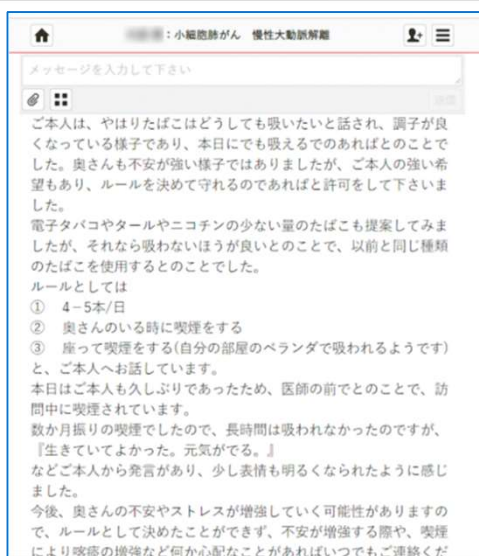 ：小細胞肺がん　慢性大動脈解離
メッセージを入力して下さい
ご本人は、やはりたばこはどうしても吸いたいと話され、調子が良
くなっている様子であり、本日にでも吸えるでのあればとのことで
した。奥さんも不安が強い様子ではありましたが、ご本人の強い希
望もあり、ルールを決めて守れるのであればと許可をして下さいま
した。
電子タバコやタールやニコチンの少ない量のたばこも提案してみま
したが、それなら吸わないほうが良いとのことで、以前と同じ種類
のたばこを使用するとのことでした。
ルールとしては
①　4－5本/日
②　奥さんのいる時に喫煙をする
③　座って喫煙をする(自分の部屋のベランダで吸われるようです)
と、ご本人へお話しています。
本日はご本人も久しぶりであったため、医師の前でとのことで、訪
問中に喫煙されています。
数か月振りの喫煙でしたので、長時間は吸われなかったのですが、
『生きていてよかった。元気がでる。』
などご本人から発言があり、少し表情も明るくなられたように感じ
ました。
今後、奥さんの不安やストレスが増強していく可能性がありますの
で、ルールとして決めたことができず、不安が増強する際や、喫煙
により喀痰の増強など何か心配なことがあればいつでもご連絡くだ